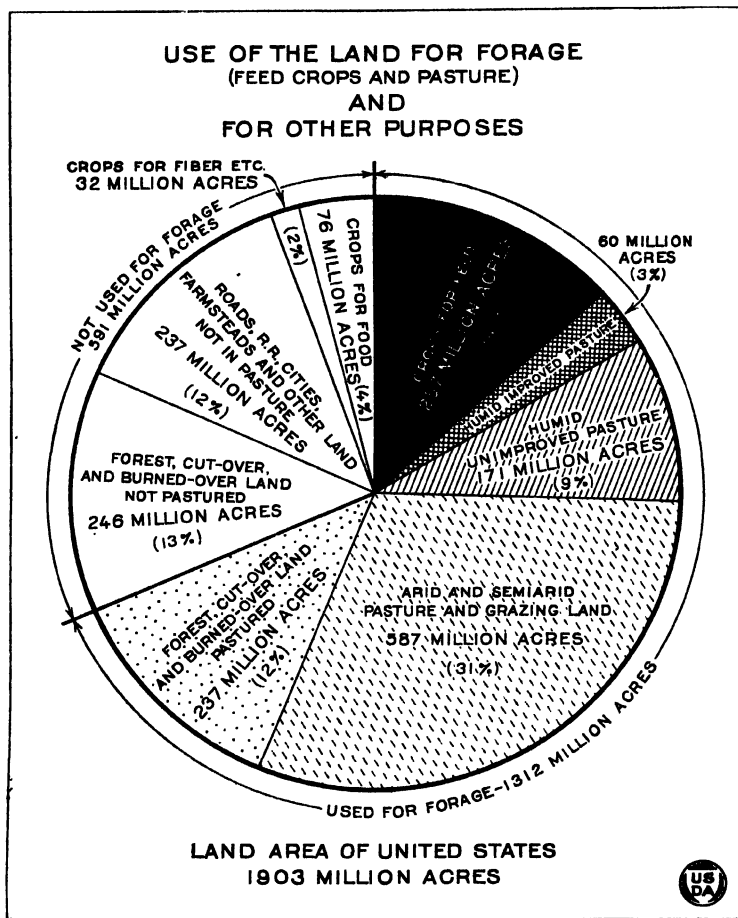 USE OF THE LAND FOR FORAGE
(FEED CROPS AND PASTURE)
AND
FOR OTHER PURPOSES
CROPS FOR FIBER ETC.
32 MILLION ACRES
(2%)
CROPS FOR FOOD
76 MILLION ACRES (4%)
CROPS FOR FEED
MILLION ACRES
60 MILLION
ACRES
(3%)
HUMID IMPROVED PASTURE
HUMID
UNIMPROVED PASTURE
171 MILLION ACRES
(9%)
NOT USED FOR FORAGE
591 MILLION ACRES
ROADS, R.R., CITIES,
FARMSTEADS AND OTHER LAND
NOT IN PASTURE
237 MILLION ACRES
(12%)
FOREST, CUT-OVER,
AND BURNED-OVER LAND
NOT PASTURED
246 MILLION ACRES
(13%)
FOREST, CUT-OVER,
AND BURNED-OVER LAND
PASTURED
237 MILLION ACRES
(12%)
ARID AND SEMIARID
PASTURE AND GRAZING LAND
587 MILLION ACRES
(31%)
USED FOR FORAGE-1312 MILLION ACRES
LAND AREA OF UNITED STATES
1903 MILLION ACRES
US
DA